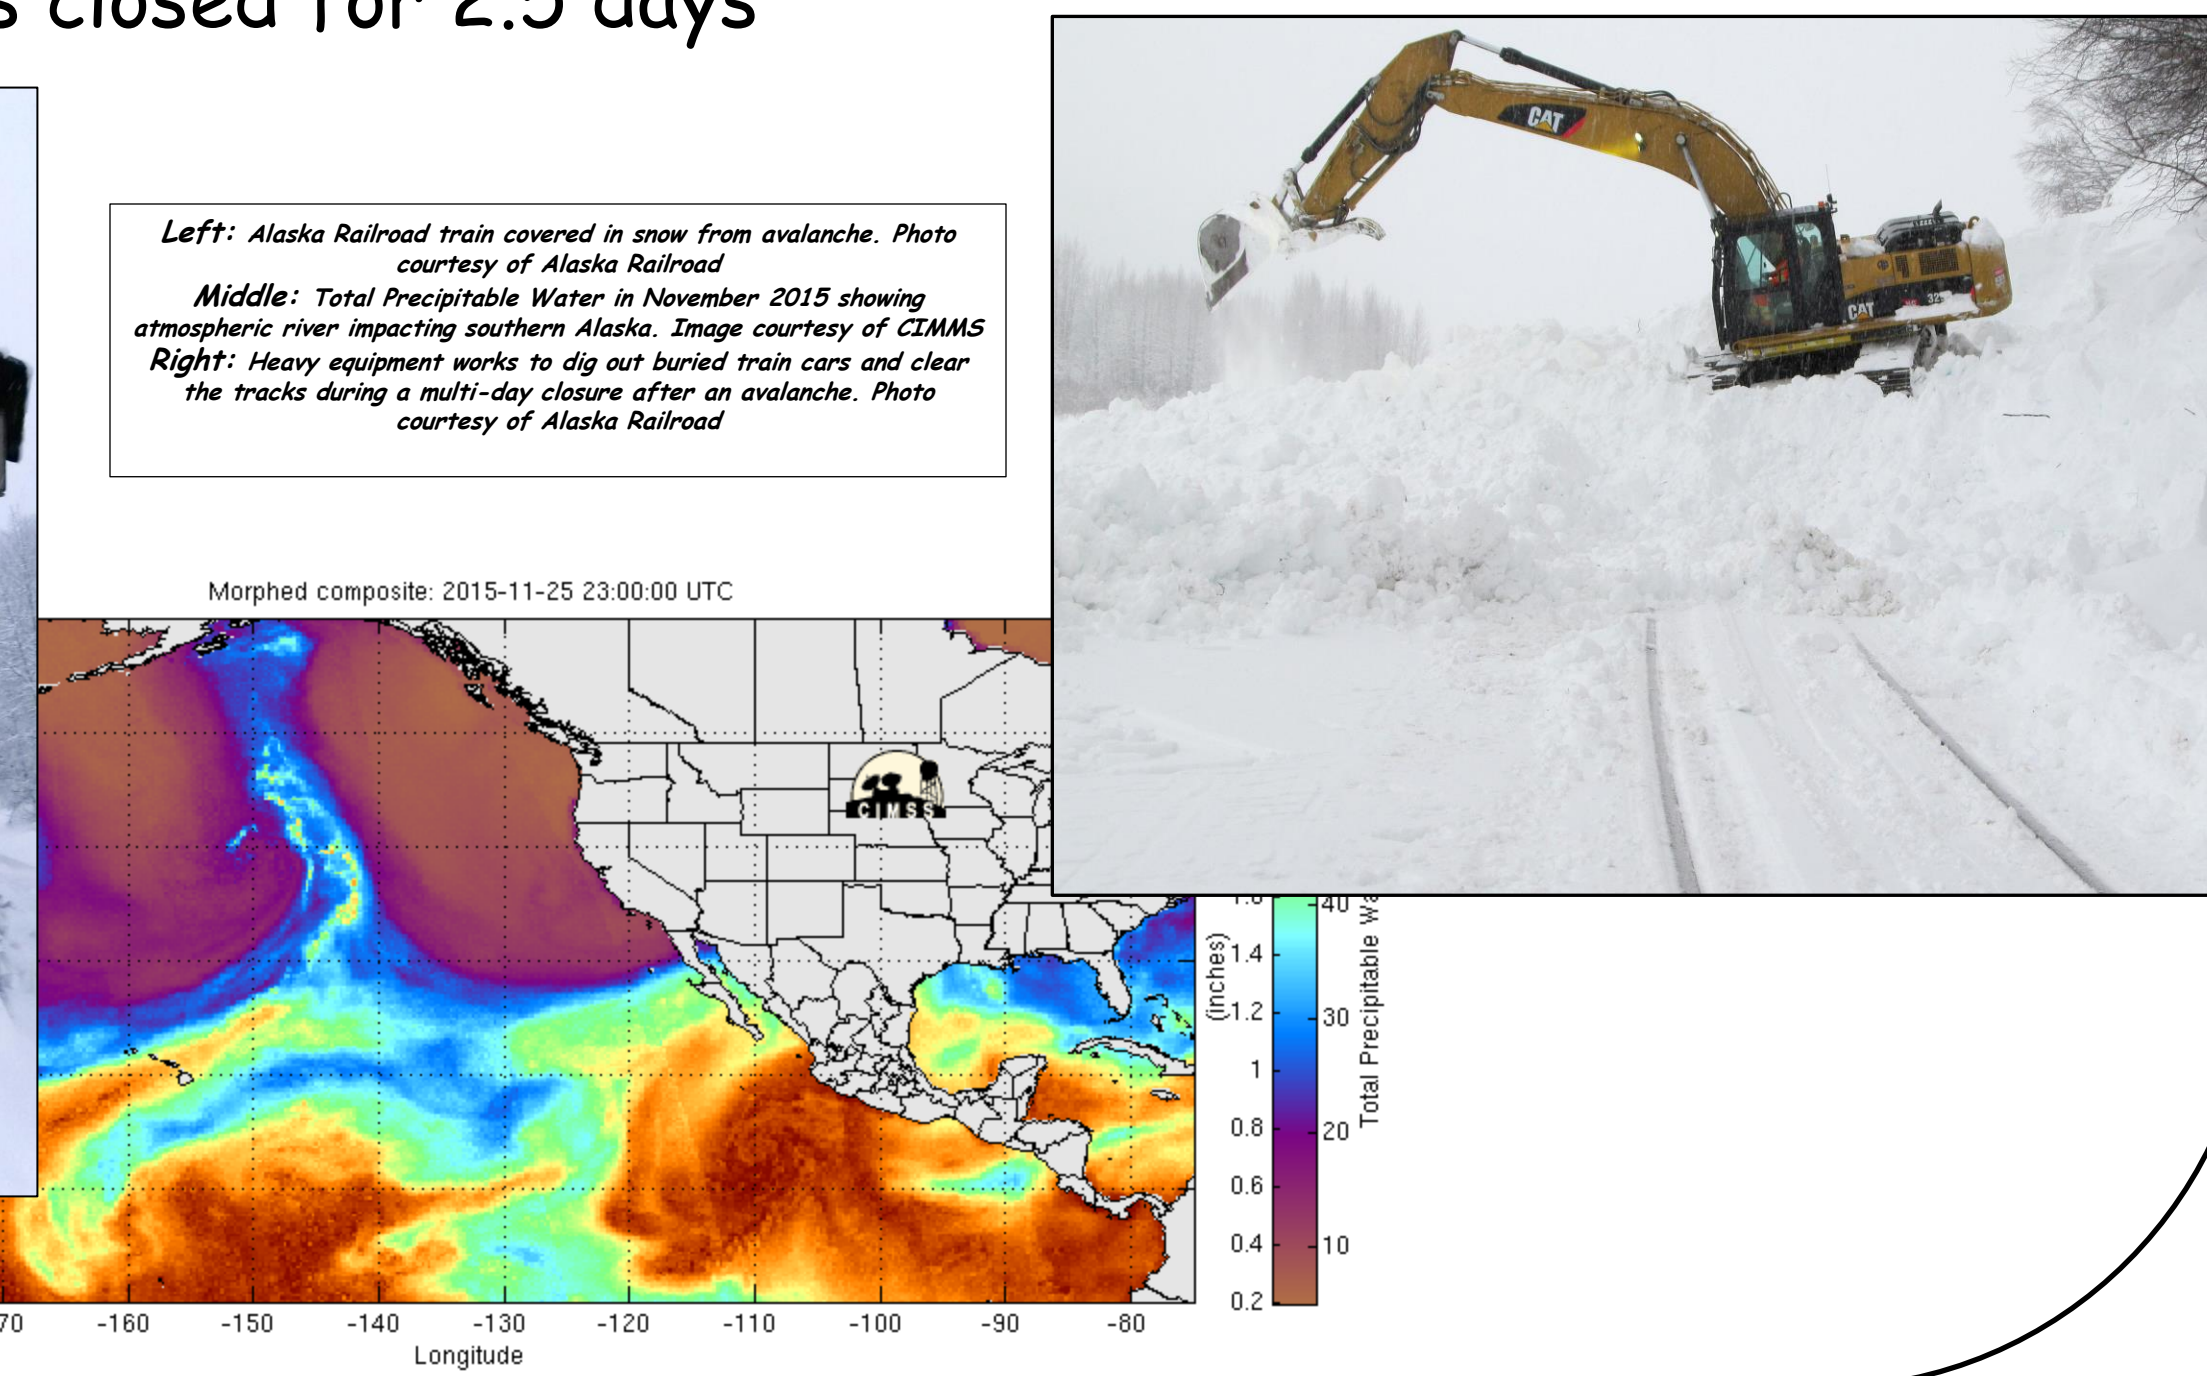 closed for 2.5 days
CAT
CAT
32
Left: Alaska Railroad train covered in snow from avalanche. Photo
courtesy of Alaska Railroad
Middle: Total Precipitable Water in November 2015 showing
atmospheric river impacting southern Alaska. Image courtesy of CIMMS
Right: Heavy equipment works to dig out buried train cars and clear
the tracks during a multi-day closure after an avalanche. Photo
courtesy of Alaska Railroad
Morphed composite: 2015-11-25 23:00:00 UTC
CIMSS
40
1.4
(inches)
1.2
30
1
Total Precipitable
0.8
20
0.6
0.4
10
0.2
-160 -150 -140 -130 -120 -110 -100 -90 -80
Longitude